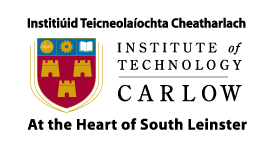 Institiúid Teicneolaíochta Cheatharlach
INSTITUTE of
TECHNOLOGY
CARLOW
At the Heart of South Leinster